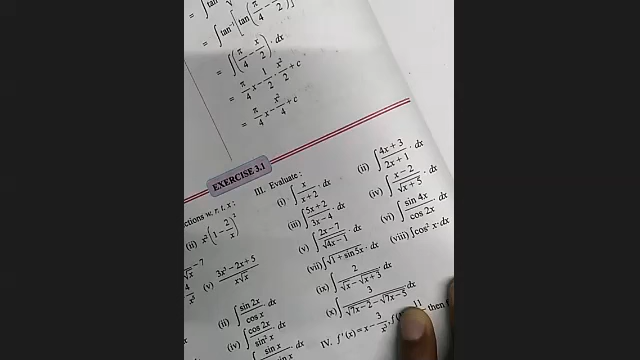 = ∫ tan⁻¹ [tan (π/4 − x/2)]
= ∫ (π/4 − x/2) · dx
= π/4 x − 1/2 · x²/2 + c
= π/4 x − x²/4 + c
EXERCISE 3.1
III. Evaluate :
(i) ∫ x/(x + 2) · dx
(ii) ∫ (4x + 3)/(2x + 1) · dx
(iii) ∫ (5x + 2)/(3x − 4) · dx
(iv) ∫ (x − 2)/√(x + 5) · dx
(v) ∫ (2x − 7)/√(4x − 1) · dx
(vi) ∫ sin 4x/cos 2x · dx
(vii) ∫ √(1 + sin 5x) · dx
(viii) ∫ cos² x · dx
(ix) ∫ 2/(√x − √(x + 3)) · dx
(x) ∫ 3/(√(7x − 2) − √(7x − 5)) · dx
IV. f ′(x) = x − 3/x³, then
(ii) x² (1 − 2/x)²
(v) (3x³ − 2x + 5)/(x√x)
(ii) ∫ sin 2x/cos x · dx
(iv) ∫ cos 2x/sin² x · dx